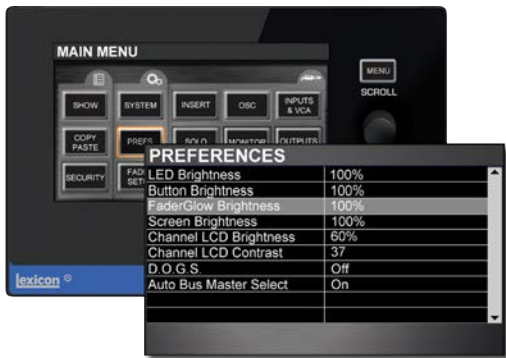 MAIN MENU
MENU
SCROLL
SHOW
SYSTEM
INSERT
OSC
INPUTS
& VCA
COPY
PASTE
PREFS
SOLO
MONITOR
OUTPUTS
SECURITY
PREFERENCES
LED Brightness 100%
Button Brightness 100%
FaderGlow Brightness 100%
Screen Brightness 100%
Channel LCD Brightness 60%
Channel LCD Contrast 37
D.O.G.S. Off
Auto Bus Master Select On
lexicon